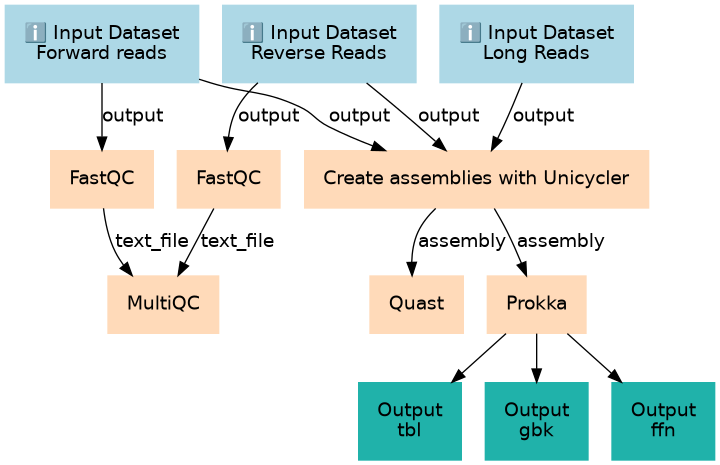 ℹ️ Input Dataset
Forward reads
ℹ️ Input Dataset
Reverse Reads
ℹ️ Input Dataset
Long Reads
output
output
output
output
output
FastQC
FastQC
Create assemblies with Unicycler
text_file
text_file
assembly
assembly
MultiQC
Quast
Prokka
Output
tbl
Output
gbk
Output
ffn